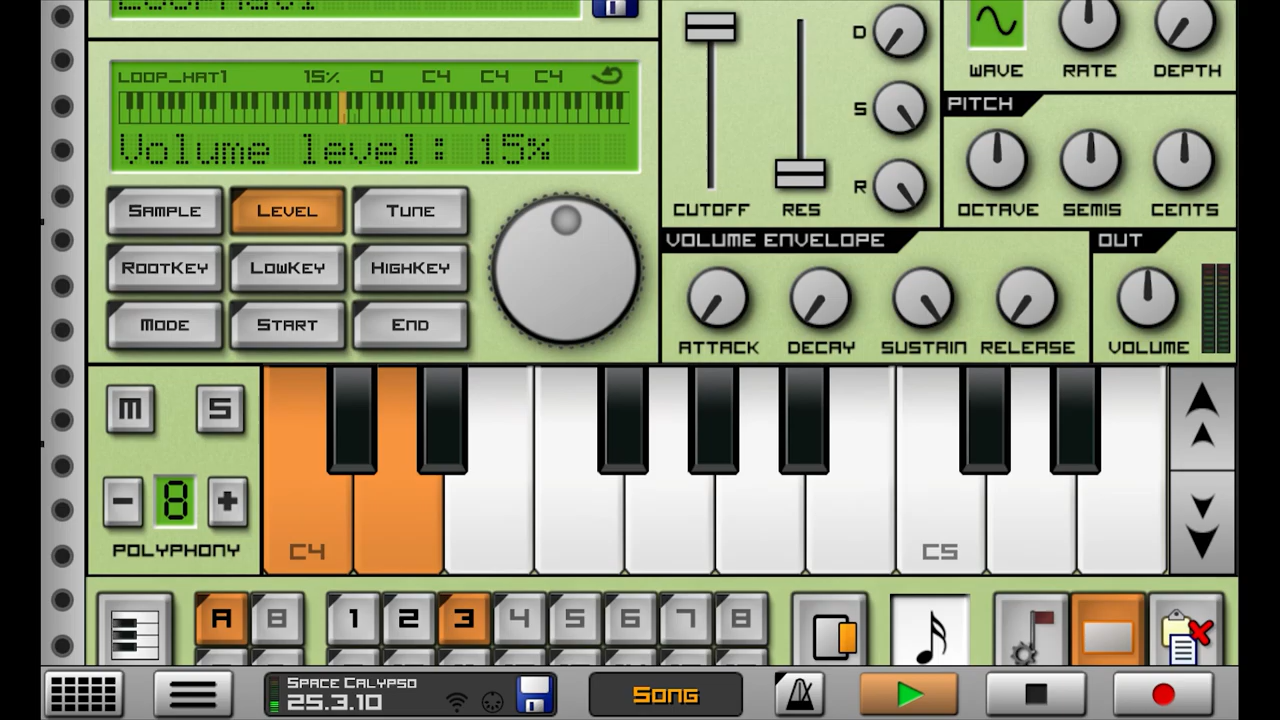 LOOP_HAT1 15% 0 C4 C4 C4
Volume level: 15%
SAMPLE LEVEL TUNE
ROOTKEY LOWKEY HIGHKEY
MODE START END
CUTOFF RES
D
S
R
WAVE RATE DEPTH
PITCH
OCTAVE SEMIS CENTS
VOLUME ENVELOPE
ATTACK DECAY SUSTAIN RELEASE
OUT
VOLUME
M S
- 8 +
POLYPHONY
C4 C5
A B 1 2 3 4 5 6 7 8
SPACE CALYPSO
25.3.10
SONG